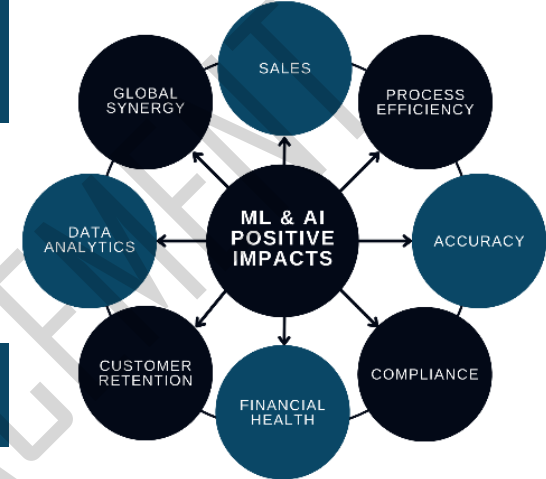 SALES
GLOBAL
SYNERGY
PROCESS
EFFICIENCY
ML & AI
POSITIVE
IMPACTS
DATA
ANALYTICS
ACCURACY
CUSTOMER
RETENTION
COMPLIANCE
FINANCIAL
HEALTH